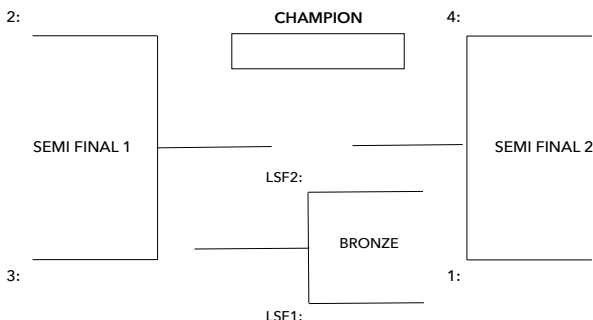 2:
CHAMPION
4:
SEMI FINAL 1
SEMI FINAL 2
LSF2:
BRONZE
3:
1:
LSF1: